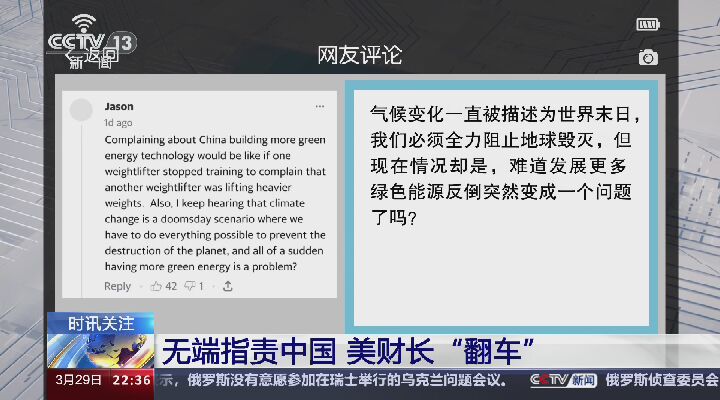 CCTV 13
返回
新闻
网友评论
Jason
1d ago
Complaining about China building more green
energy technology would be like if one
weightlifter stopped training to complain that
another weightlifter was lifting heavier
weights. Also, I keep hearing that climate
change is a doomsday scenario where we
have to do everything possible to prevent the
destruction of the planet, and all of a sudden
having more green energy is a problem?
Reply 42 1
气候变化一直被描述为世界末日，
我们必须全力阻止地球毁灭，但
现在情况却是，难道发展更多
绿色能源反倒突然变成一个问题
了吗？
时讯关注
无端指责中国 美财长“翻车”
3月29日 22:36
示，俄罗斯没有意愿参加在瑞士举行的乌克兰问题会议。 CCTV 新闻 俄罗斯侦查委员会